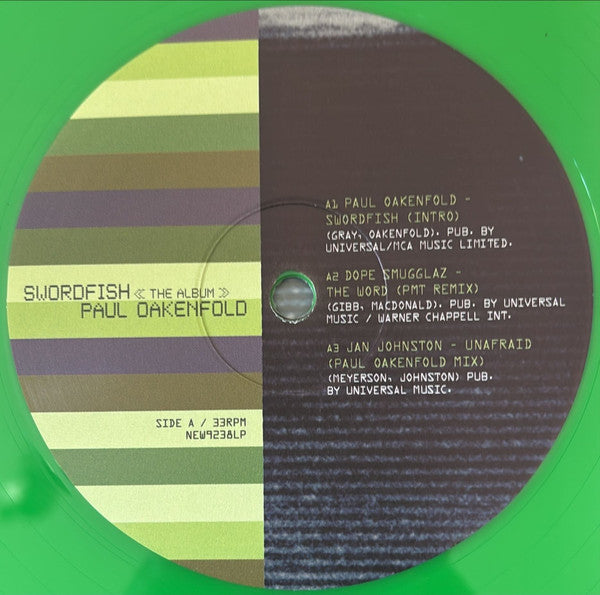 SWORDFISH « THE ALBUM »
PAUL OAKENFOLD
SIDE A / 33RPM
NEW9238LP
A1 PAUL OAKENFOLD -
SWORDFISH (INTRO)
(GRAY, OAKENFOLD). PUB. BY
UNIVERSAL/MCA MUSIC LIMITED.
A2 DOPE SMUGGLAZ -
THE WORD (PMT REMIX)
(GIBB, MACDONALD). PUB. BY UNIVERSAL
MUSIC / WARNER CHAPPELL INT.
A3 JAN JOHNSTON - UNAFRAID
(PAUL OAKENFOLD MIX)
(MEYERSON, JOHNSTON) PUB.
BY UNIVERSAL MUSIC.